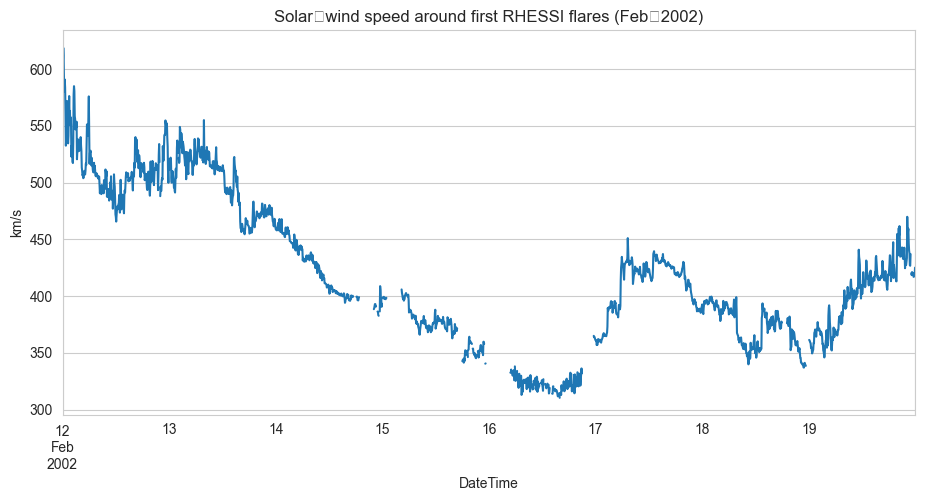 Solar▯wind speed around first RHESSI flares (Feb▯2002)
600
550
500
450
400
350
300
km/s
12 13 14 15 16 17 18 19
Feb
2002
DateTime